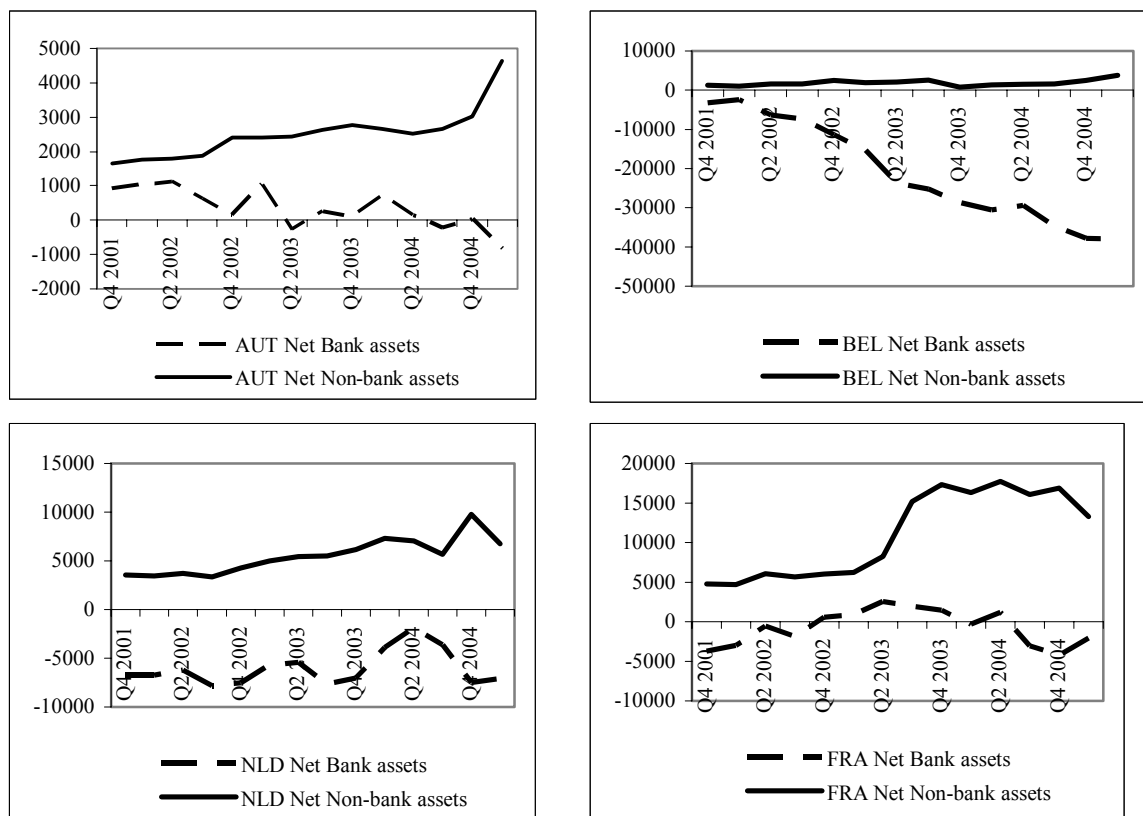 5000
4000
3000
2000
1000
0
-1000
-2000
Q4 2001
Q2 2002
Q4 2002
Q2 2003
Q4 2003
Q2 2004
Q4 2004
AUT Net Bank assets
AUT Net Non-bank assets
10000
0
-10000
-20000
-30000
-40000
-50000
Q4 2001
Q2 2002
Q4 2002
Q2 2003
Q4 2003
Q2 2004
Q4 2004
BEL Net Bank assets
BEL Net Non-bank assets
15000
10000
5000
0
-5000
-10000
Q4 2001
Q2 2002
Q4 2002
Q2 2003
Q4 2003
Q2 2004
Q4 2004
NLD Net Bank assets
NLD Net Non-bank assets
20000
15000
10000
5000
0
-5000
-10000
Q4 2001
Q2 2002
Q4 2002
Q2 2003
Q4 2003
Q2 2004
Q4 2004
FRA Net Bank assets
FRA Net Non-bank assets